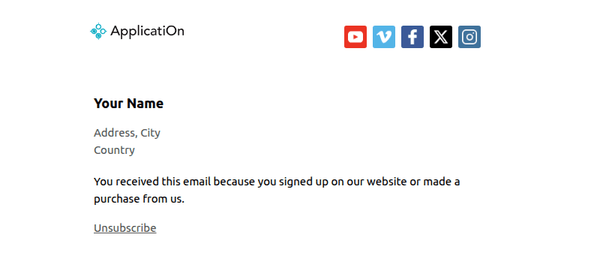 ApplicatiOn
Your Name
Address, City
Country
You received this email because you signed up on our website or made a
purchase from us.
Unsubscribe